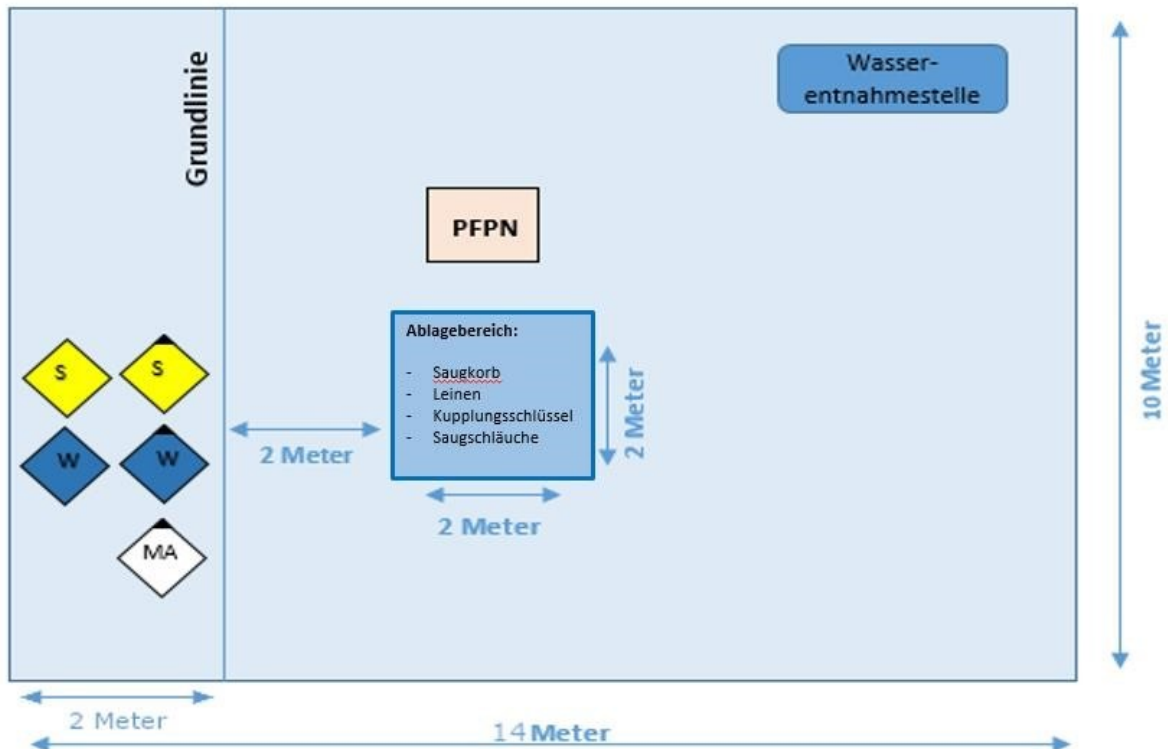 Grundlinie
Wasser-
entnahmestelle
PFPN
Ablagebereich:
- Saugkorb
- Leinen
- Kupplungsschlüssel
- Saugschläuche
S
S
W
W
MA
2 Meter
2 Meter
2 Meter
10 Meter
2 Meter
14 Meter